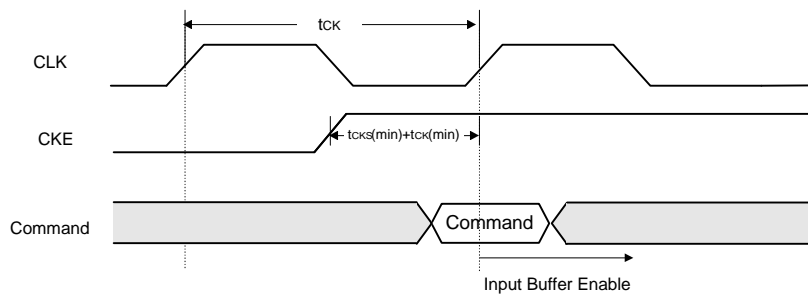 tCK
CLK
CKE
tCKS(min)+tCK(min)
Command
Command
Input Buffer Enable